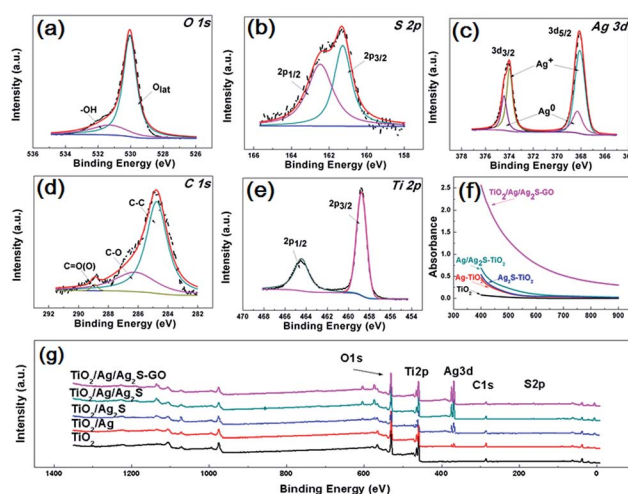 (a) O 1s
-OH
O_lat
Intensity (a.u.)
536 534 532 530 528 526
Binding Energy (eV)
(b) S 2p
2p1/2
2p3/2
Intensity (a.u.)
166 164 162 160 158
Binding Energy (eV)
(c) Ag 3d
3d5/2
3d3/2
Ag+
Ag0
Intensity (a.u.)
376 374 372 370 368 366
Binding Energy (eV)
(d) C 1s
C-C
C-O
C=O(O)
Intensity (a.u.)
292 290 288 286 284 282
Binding Energy (eV)
(e) Ti 2p
2p3/2
2p1/2
Intensity (a.u.)
470 468 466 464 462 460 458 456 454
Binding Energy (eV)
(f)
TiO2/Ag/Ag2S-GO
Ag/Ag2S-TiO2
Ag-TiO2
Ag2S-TiO2
TiO2
Absorbance
2.5
2.0
1.5
1.0
0.5
0.0
300 400 500 600 700 800 900
(g)
O1s Ti2p Ag3d C1s S2p
TiO2/Ag/Ag2S-GO
TiO2/Ag/Ag2S
TiO2/Ag2S
TiO2/Ag
TiO2
Intensity (a.u.)
1400 1200 1000 800 600 400 200 0
Binding Energy (eV)